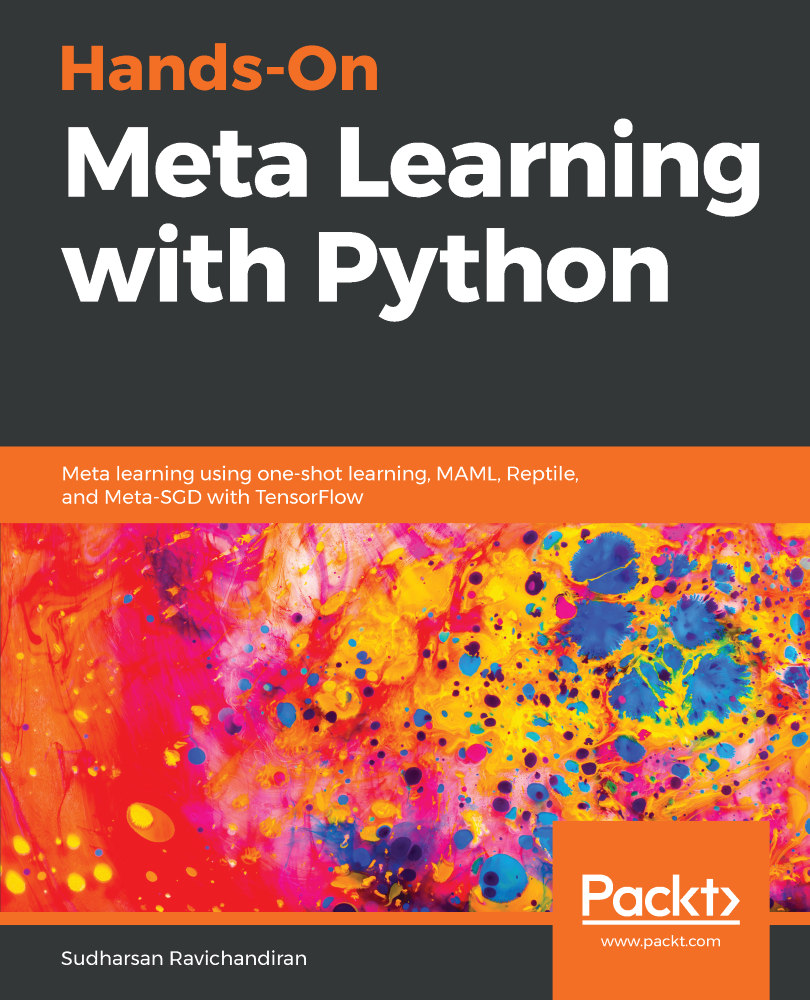 Hands-On
Meta Learning
with Python
Meta learning using one-shot learning, MAML, Reptile,
and Meta-SGD with TensorFlow
Packt>
www.packt.com
Sudharsan Ravichandiran